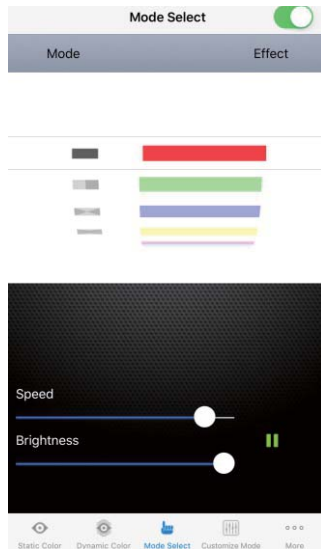 Mode Select
Mode Effect
Speed
Brightness
Static Color Dynamic Color Mode Select Customize Mode More